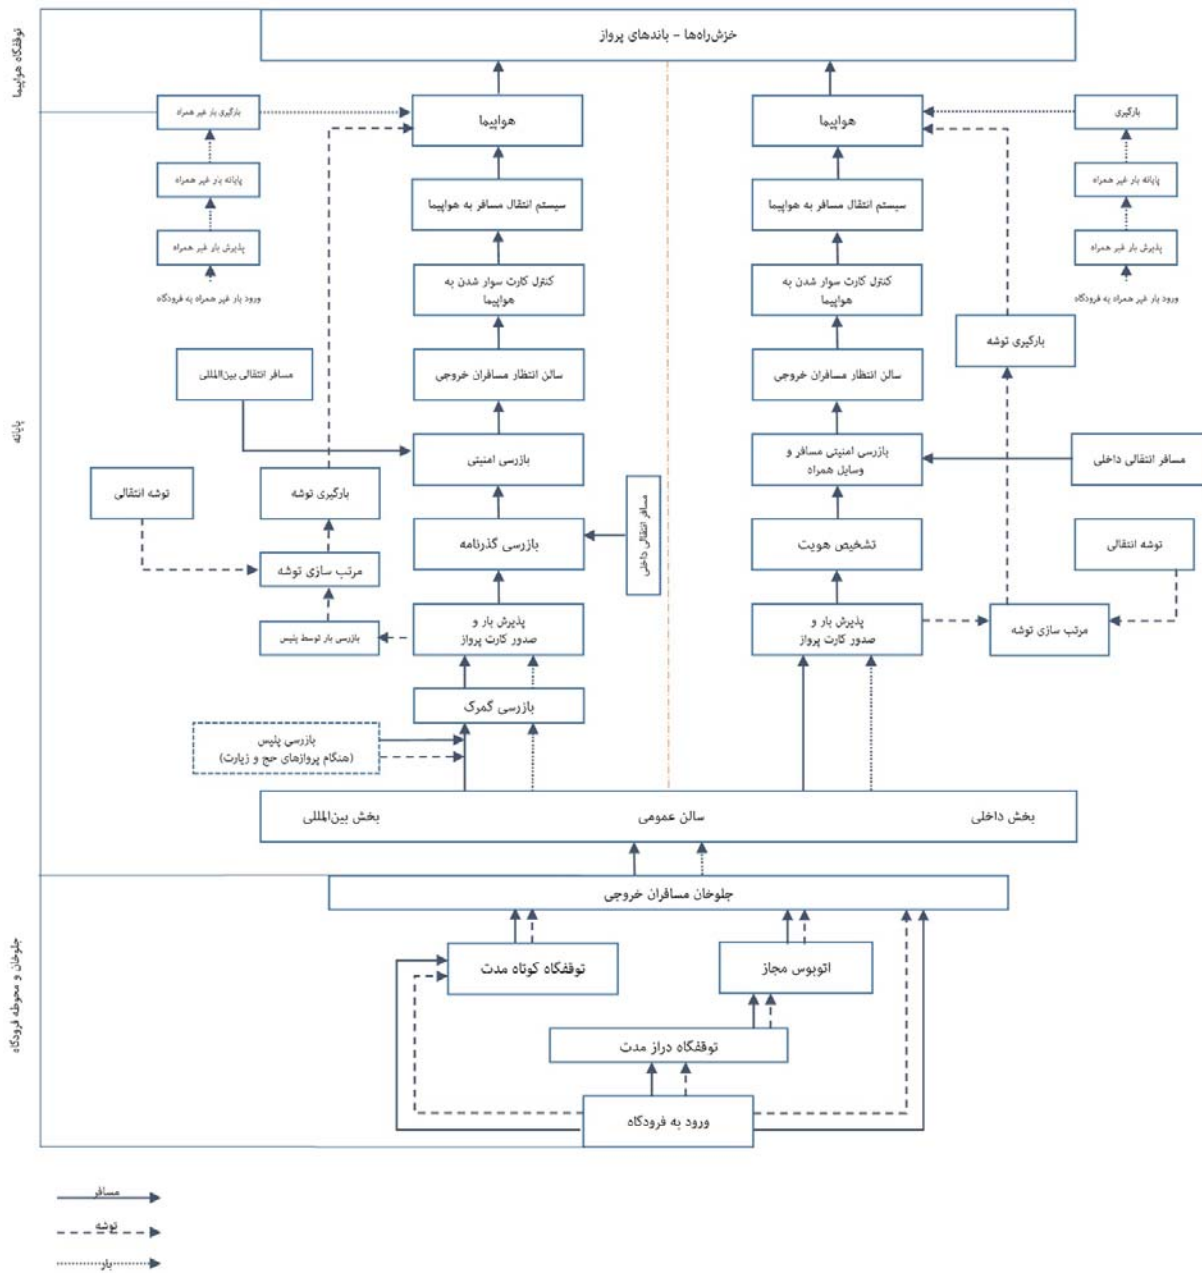 خزش‌راه‌ها – باندهای پرواز
توقفگاه هواپیما
بارگیری
هواپیما
هواپیما
بارگیری بار غیر همراه
پایانه بار غیر همراه
سیستم انتقال مسافر به هواپیما
سیستم انتقال مسافر به هواپیما
پایانه بار غیر همراه
پذیرش بار غیر همراه
پذیرش بار غیر همراه
ورود بار غیر همراه به فرودگاه
کنترل کارت سوار شدن به
هواپیما
کنترل کارت سوار شدن به
هواپیما
ورود بار غیر همراه به فرودگاه
بارگیری توشه
سالن انتظار مسافران خروجی
سالن انتظار مسافران خروجی
مسافر انتقالی بین‌المللی
پایانه
مسافر انتقالی داخلی
بازرسی امنیتی مسافر و
وسایل همراه
بازرسی امنیتی
بارگیری توشه
توشه انتقالی
توشه انتقالی
تشخیص هویت
مسافر انتقالی داخلی
بازرسی گذرنامه
مرتب سازی توشه
مرتب سازی توشه
پذیرش بار و
صدور کارت پرواز
پذیرش بار و
صدور کارت پرواز
بازرسی بار توسط پلیس
بازرسی گمرک
بازرسی پلیس
(هنگام پروازهای حج و زیارت)
بخش داخلی
سالن عمومی
بخش بین‌المللی
جلوخان مسافران خروجی
جلوخان و محوطه فرودگاه
اتوبوس مجاز
توقفگاه کوتاه مدت
توقفگاه دراز مدت
ورود به فرودگاه
مسافر
توشه
بار